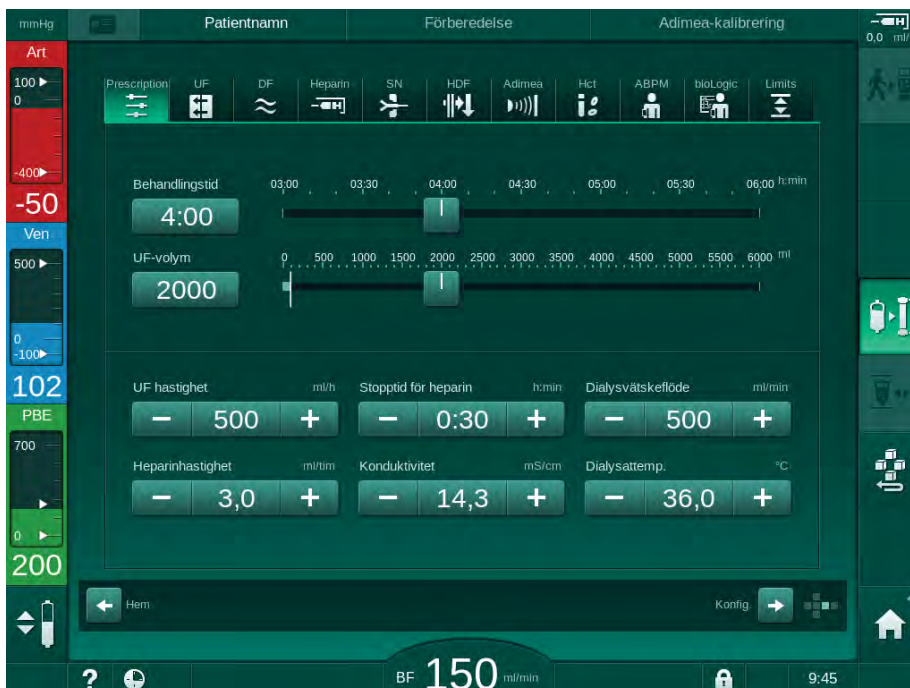 mmHg Patientnamn Förberedelse Adimea-kalibrering
0,0 ml/
Art
100
0
-400
-50
Ven
500
0
-100
102
PBE
700
0
200
Prescription UF DF Heparin SN HDF Adimea Hct ABPM bioLogic Limits
Behandlingstid 03:00 03:30 04:00 04:30 05:00 05:30 06:00 h:min
4:00
UF-volym 0 500 1000 1500 2000 2500 3000 3500 4000 4500 5000 5500 6000 ml
2000
UF hastighet ml/h Stopptid för heparin h:min Dialysvätskeflöde ml/min
− 500 + − 0:30 + − 500 +
Heparinhastighet ml/tim Konduktivitet mS/cm Dialysattemp. °C
− 3,0 + − 14,3 + − 36,0 +
Hem Konfig.
? BF 150 ml/min 9:45